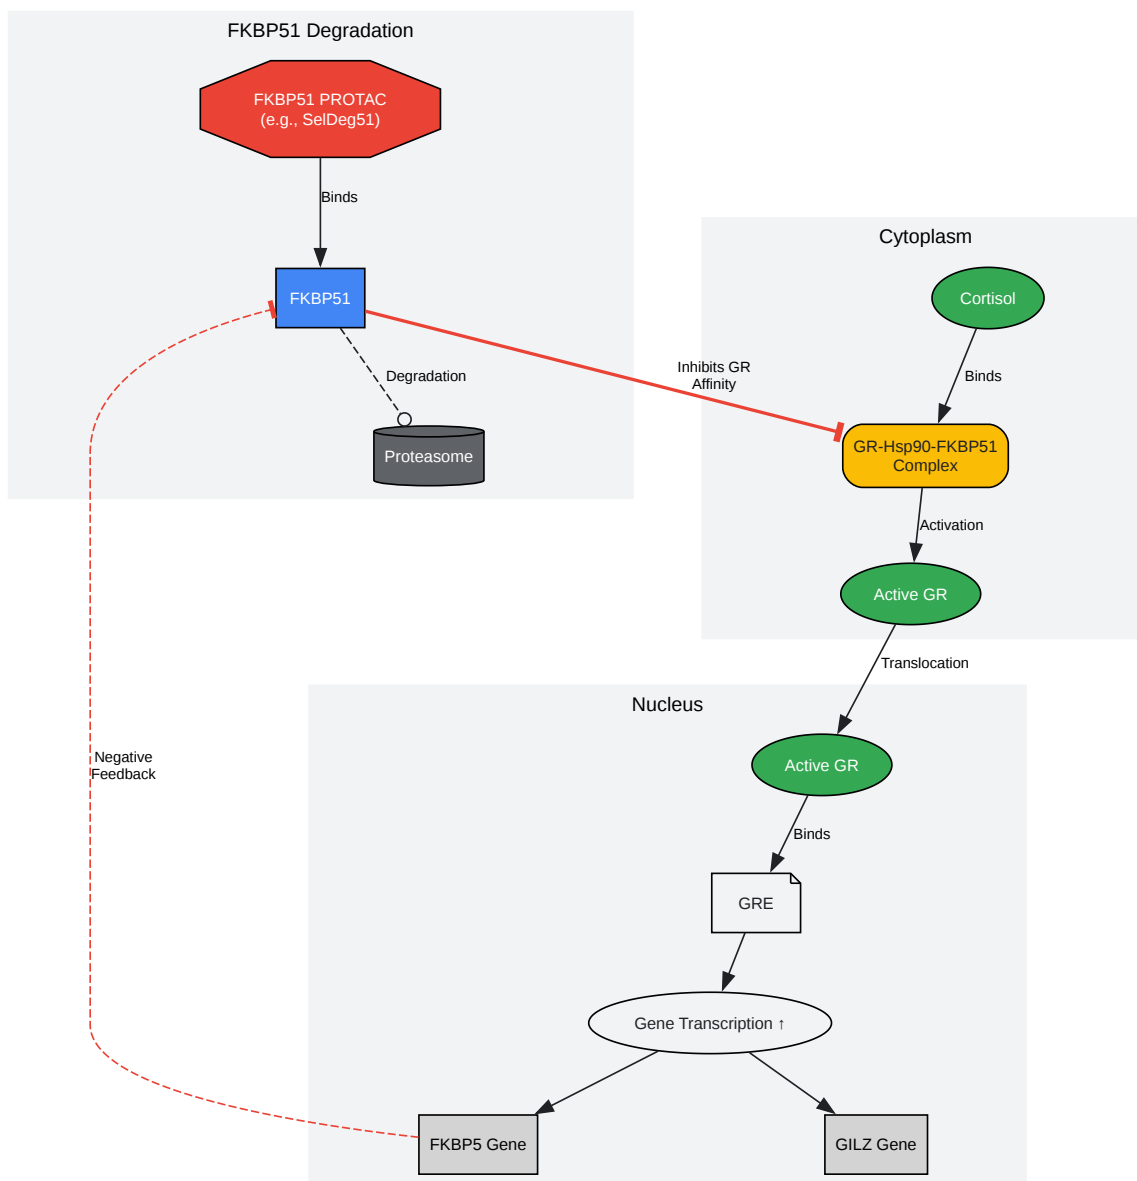 FKBP51 Degradation
FKBP51 PROTAC
(e.g., SelDeg51)
Binds
FKBP51
Degradation
Proteasome
Inhibits GR
Affinity
Cytoplasm
Cortisol
Binds
GR-Hsp90-FKBP51
Complex
Activation
Active GR
Translocation
Nucleus
Active GR
Binds
GRE
Gene Transcription ↑
FKBP5 Gene
GILZ Gene
Negative
Feedback